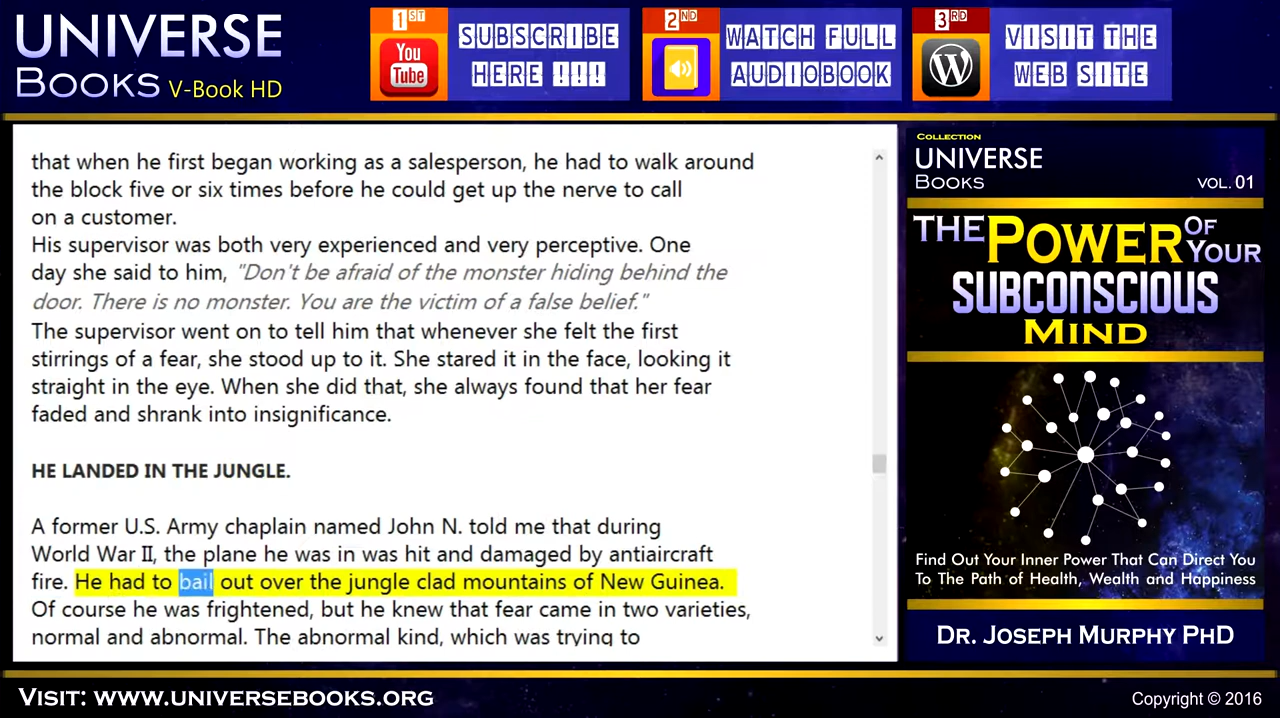 UNIVERSE
BOOKS V-Book HD
1ST
You
Tube
SUBSCRIBE
HERE !!!
2ND
WATCH FULL
AUDIOBOOK
3RD
VISIT THE
WEB SITE
that when he first began working as a salesperson, he had to walk around
the block five or six times before he could get up the nerve to call
on a customer.
His supervisor was both very experienced and very perceptive. One
day she said to him, "Don't be afraid of the monster hiding behind the
door. There is no monster. You are the victim of a false belief."
The supervisor went on to tell him that whenever she felt the first
stirrings of a fear, she stood up to it. She stared it in the face, looking it
straight in the eye. When she did that, she always found that her fear
faded and shrank into insignificance.
HE LANDED IN THE JUNGLE.
A former U.S. Army chaplain named John N. told me that during
World War II, the plane he was in was hit and damaged by antiaircraft
fire. He had to bail out over the jungle clad mountains of New Guinea.
Of course he was frightened, but he knew that fear came in two varieties,
normal and abnormal. The abnormal kind, which was trying to
COLLECTION
UNIVERSE
BOOKS
VOL. 01
THE POWER OF YOUR
SUBCONSCIOUS
MIND
Find Out Your Inner Power That Can Direct You
To The Path of Health, Wealth and Happiness
DR. JOSEPH MURPHY PHD
VISIT: WWW.UNIVERSEBOOKS.ORG
Copyright © 2016